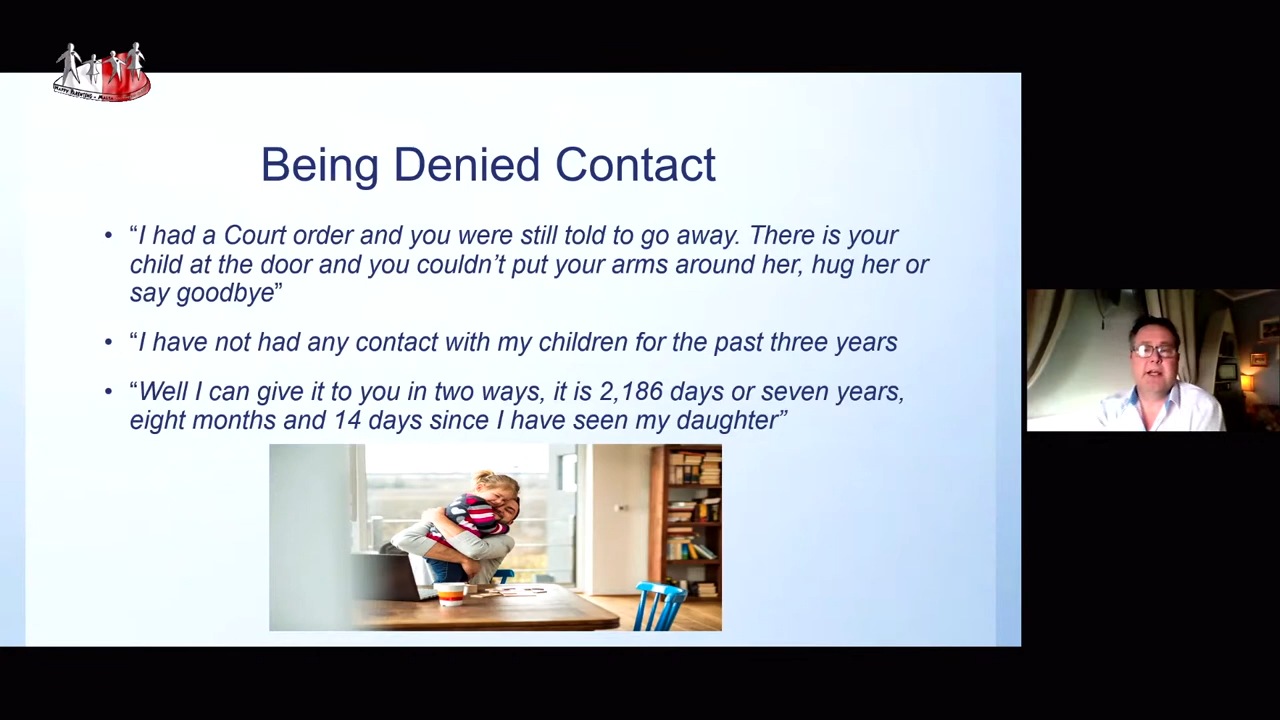 HAPPY PARENTING - MALTA
Being Denied Contact
• “I had a Court order and you were still told to go away. There is your
child at the door and you couldn’t put your arms around her, hug her or
say goodbye”
• “I have not had any contact with my children for the past three years
• “Well I can give it to you in two ways, it is 2,186 days or seven years,
eight months and 14 days since I have seen my daughter”